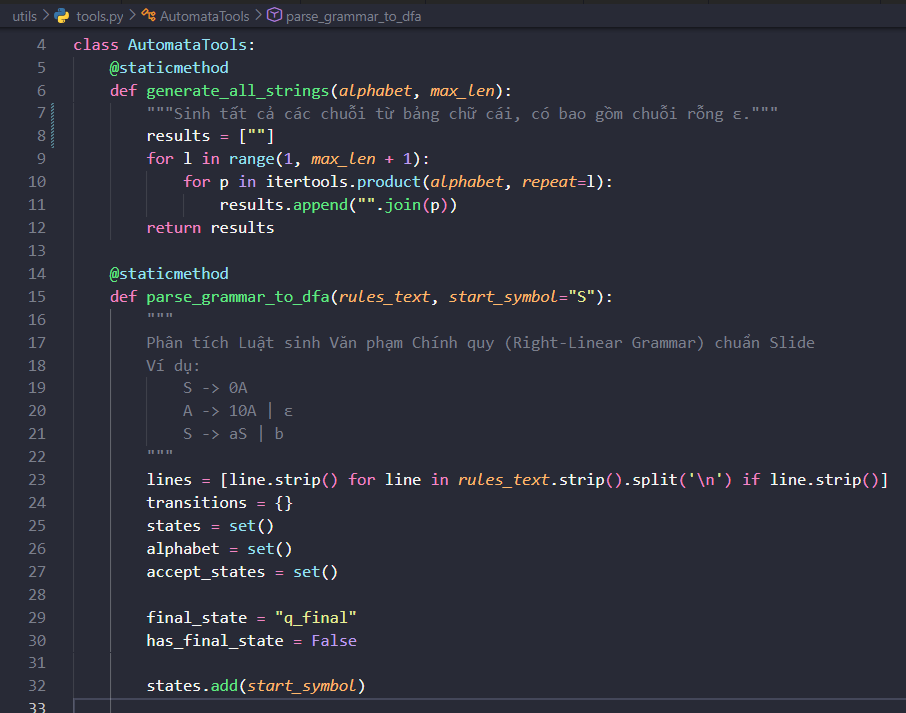 utils > tools.py > AutomataTools > parse_grammar_to_dfa
4 class AutomataTools:
5     @staticmethod
6     def generate_all_strings(alphabet, max_len):
7         """Sinh tất cả các chuỗi từ bảng chữ cái, có bao gồm chuỗi rỗng ε."""
8         results = [""]
9         for l in range(1, max_len + 1):
10             for p in itertools.product(alphabet, repeat=l):
11                 results.append("".join(p))
12         return results
13
14     @staticmethod
15     def parse_grammar_to_dfa(rules_text, start_symbol="S"):
16         """
17         Phân tích Luật sinh Văn phạm Chính quy (Right-Linear Grammar) chuẩn Slide
18         Ví dụ:
19             S -> 0A
20             A -> 10A | ε
21             S -> aS | b
22         """
23         lines = [line.strip() for line in rules_text.strip().split('\n') if line.strip()]
24         transitions = {}
25         states = set()
26         alphabet = set()
27         accept_states = set()
28
29         final_state = "q_final"
30         has_final_state = False
31
32         states.add(start_symbol)
33